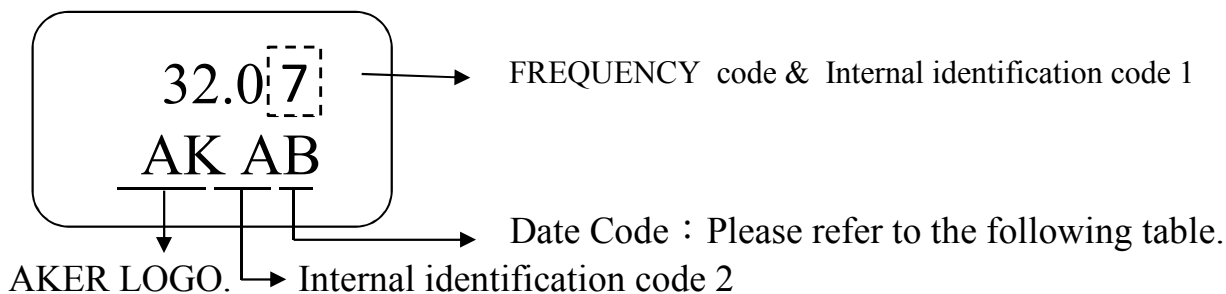 32.07
FREQUENCY code & Internal identification code 1
AK AB
Date Code：Please refer to the following table.
AKER LOGO.
Internal identification code 2